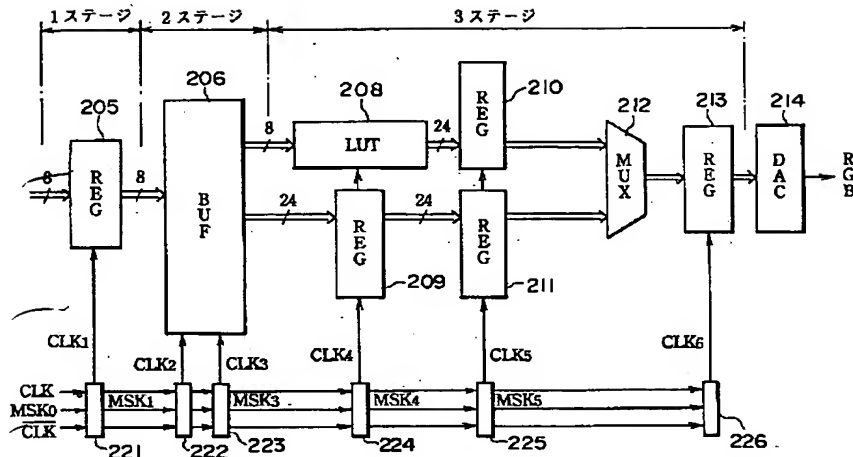 1ステージ 2ステージ 3ステージ
205
206
208
210
212
213
214
8
REG
8
BUF
8
LUT
24
REG
MUX
REG
DAC
RGB
24
REG
24
REG
209
211
CLK1
CLK2
CLK3
CLK4
CLK5
CLK6
CLK
MSK0
CLK
MSK1
MSK3
MSK4
MSK5
221
222
223
224
225
226